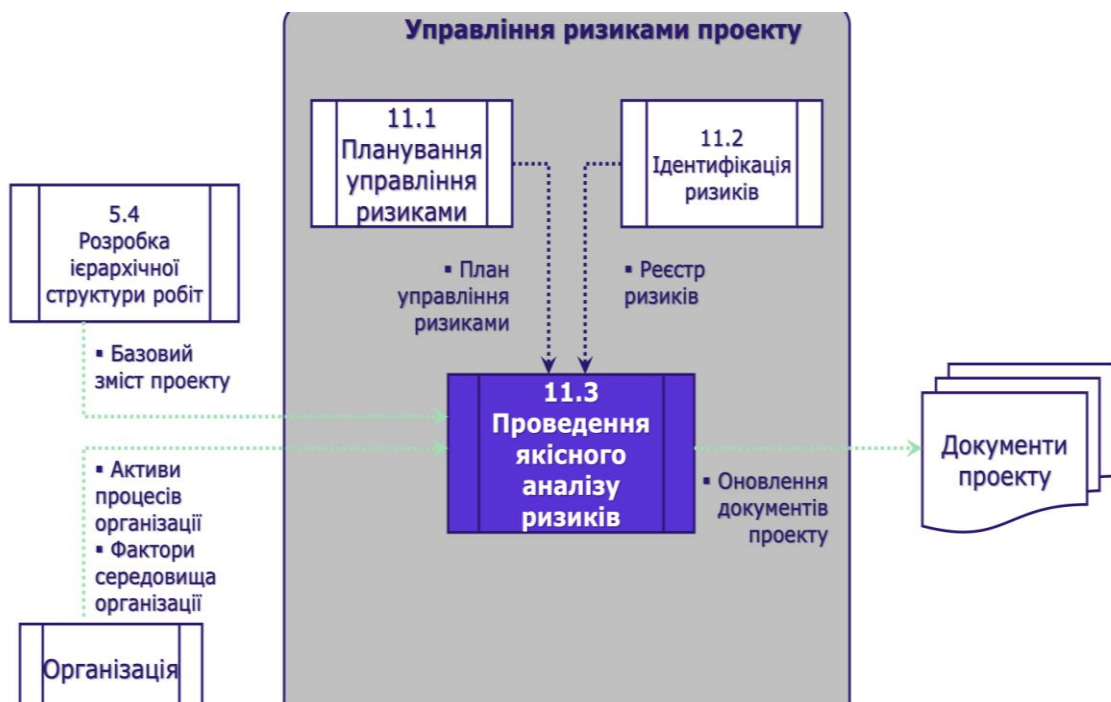 Управління ризиками проекту
11.1
Планування
управління
ризиками
11.2
Ідентифікація
ризиків
5.4
Розробка
ієрархічної
структури робіт
▪ План
управління
ризиками
▪ Реєстр
ризиків
▪ Базовий
зміст проекту
11.3
Проведення
якісного
аналізу
ризиків
▪ Активи
процесів
організації
▪ Фактори
середовища
організації
▪ Оновлення
документів
проекту
Документи
проекту
Організація